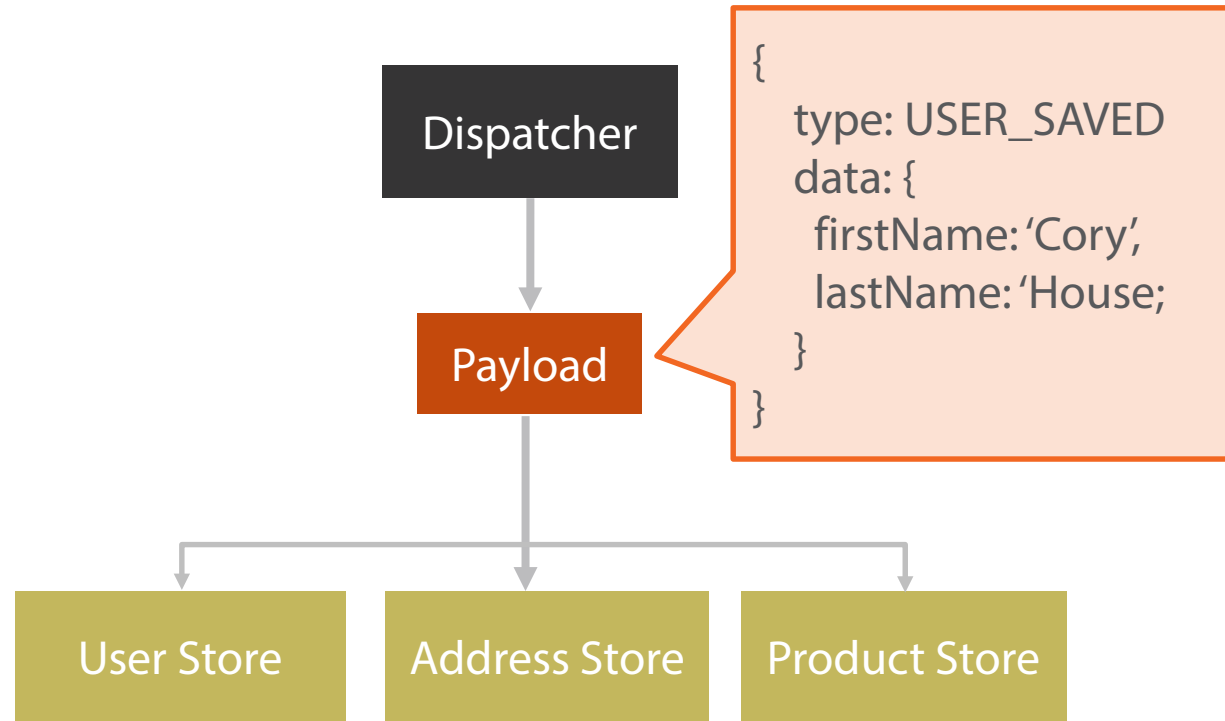 Dispatcher
{
type: USER_SAVED
data: {
firstName: ‘Cory’,
lastName: ‘House;
}
}
Payload
User Store
Address Store
Product Store